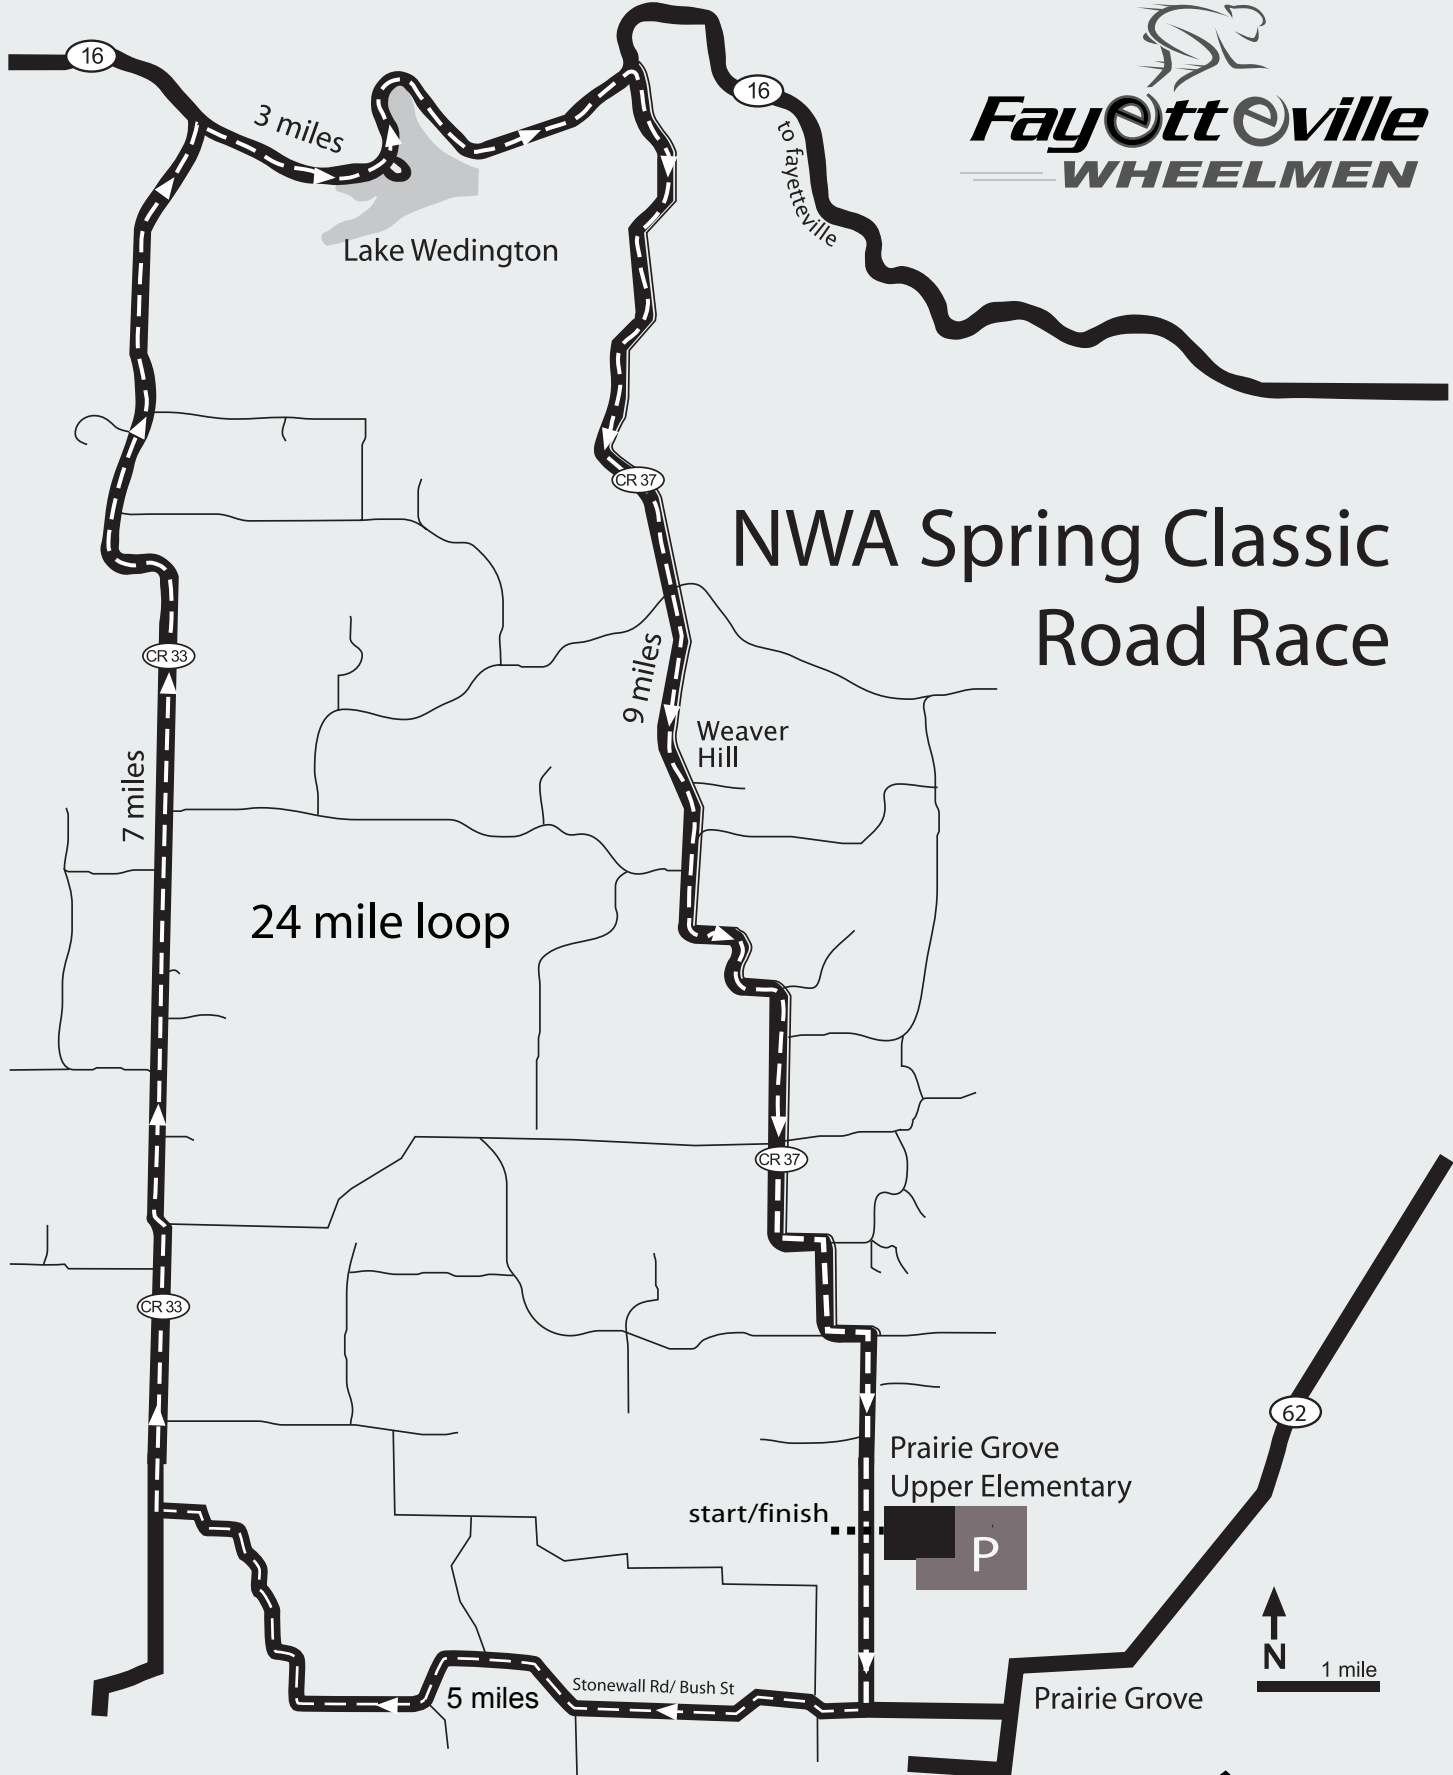 16
3 miles
16
to fayetteville
Fayetteville
WHEELMEN
Lake Wedington
CR 37
NWA Spring Classic
Road Race
CR 33
9 miles
Weaver
Hill
7 miles
24 mile loop
CR 37
CR 33
62
Prairie Grove
Upper Elementary
start/finish
P
N
1 mile
Stonewall Rd/ Bush St
5 miles
Prairie Grove